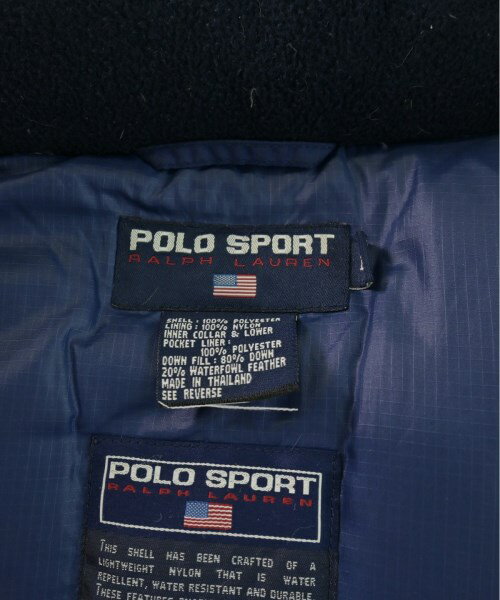 POLO SPORT
RALPH LAUREN
L
SHELL: 100% POLYESTER
LINING: 100% NYLON
INNER COLLAR & LOWER
POCKET LINER:
100% POLYESTER
DOWN FILL: 80% DOWN
20% WATERFOWL FEATHER
MADE IN THAILAND
SEE REVERSE
POLO SPORT
RALPH LAUREN
THIS SHELL HAS BEEN CRAFTED OF A
LIGHTWEIGHT NYLON THAT IS WATER
REPELLENT, WATER RESISTANT AND DURABLE.
THESE FEATURES